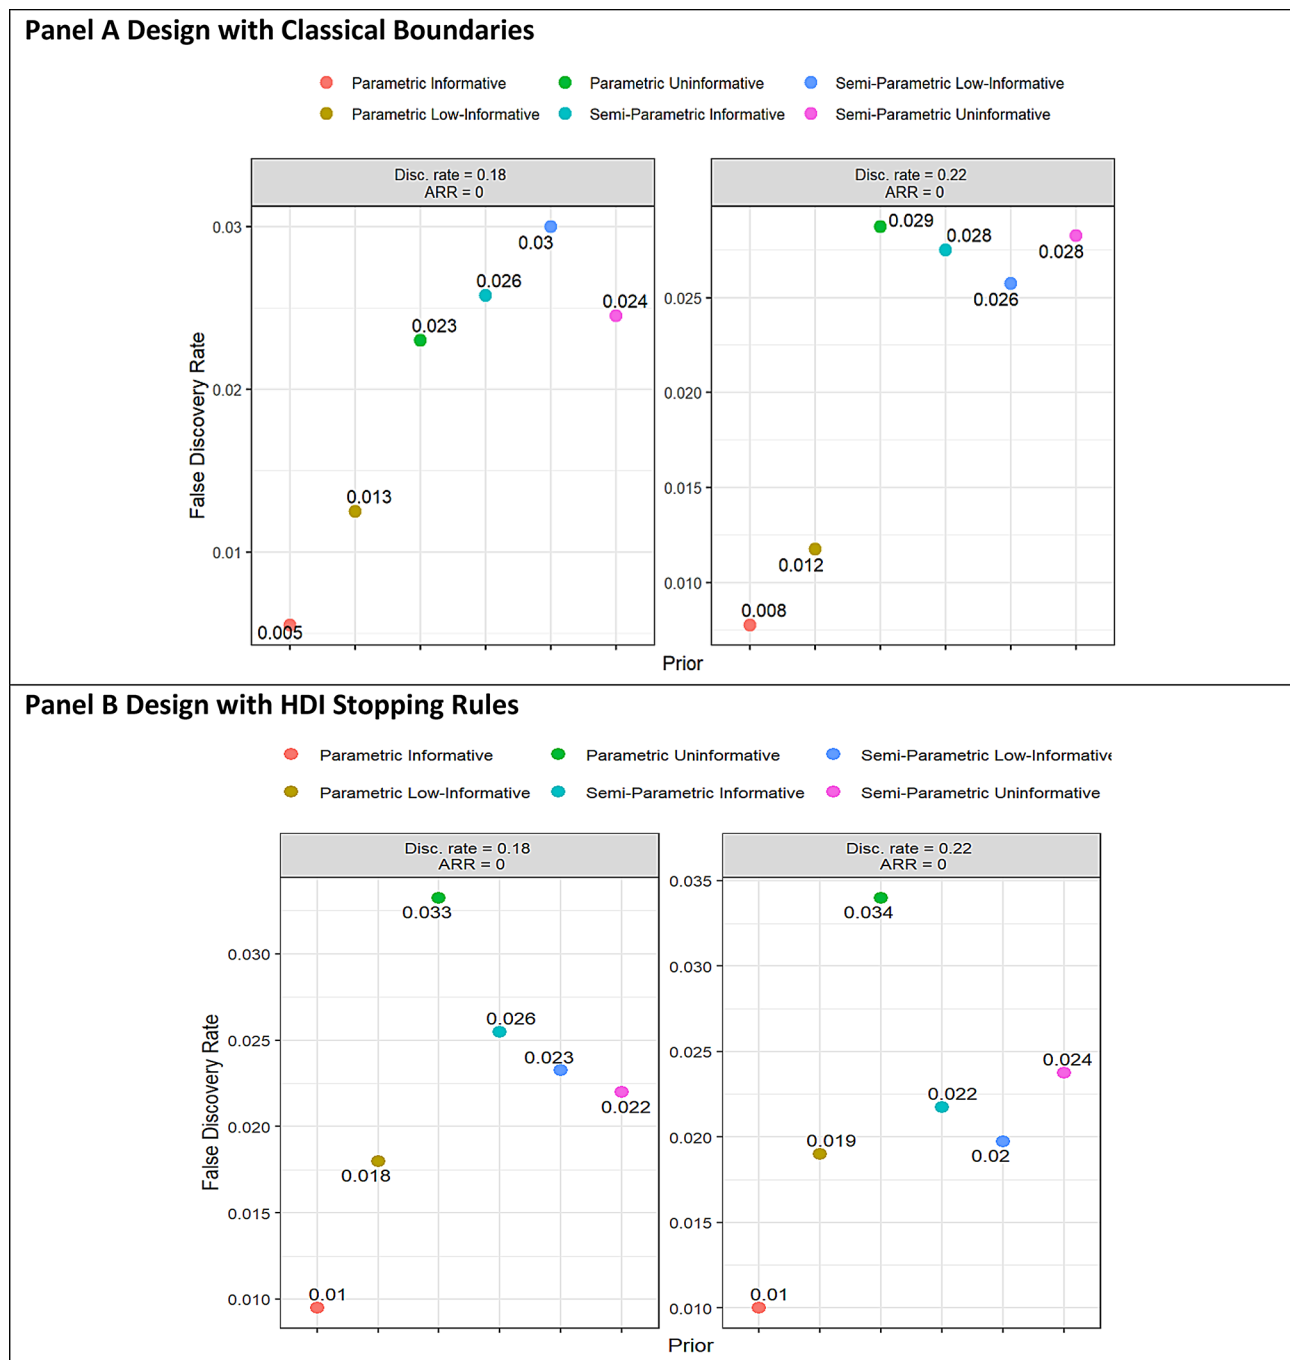 Panel A Design with Classical Boundaries
Parametric Informative Parametric Uninformative Semi-Parametric Low-Informative
Parametric Low-Informative Semi-Parametric Informative Semi-Parametric Uninformative
Disc. rate = 0.18
ARR = 0
Disc. rate = 0.22
ARR = 0
False Discovery Rate
0.03
0.02
0.01
0.005
0.013
0.023
0.026
0.03
0.024
0.025
0.020
0.015
0.010
0.008
0.012
0.029
0.028
0.026
0.028
Prior
Panel B Design with HDI Stopping Rules
Parametric Informative Parametric Uninformative Semi-Parametric Low-Informative
Parametric Low-Informative Semi-Parametric Informative Semi-Parametric Uninformative
Disc. rate = 0.18
ARR = 0
Disc. rate = 0.22
ARR = 0
False Discovery Rate
0.030
0.025
0.020
0.015
0.010
0.01
0.018
0.033
0.026
0.023
0.022
0.035
0.030
0.025
0.020
0.015
0.010
0.01
0.019
0.034
0.022
0.02
0.024
Prior